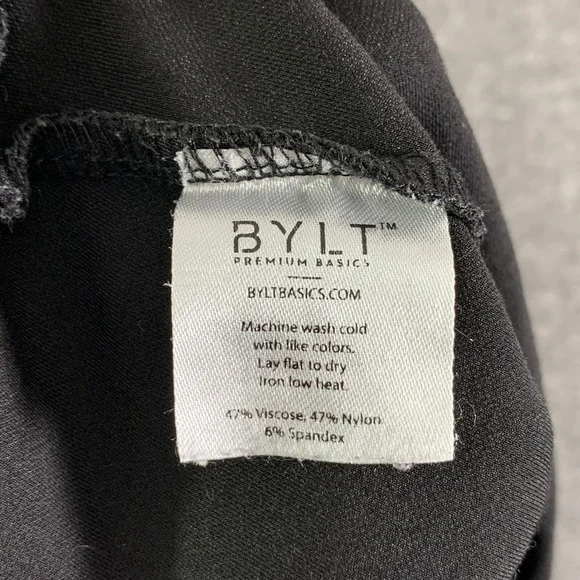 BYLT™
PREMIUM BASICS
BYLTBASICS.COM
Machine wash cold
with like colors.
Lay flat to dry
Iron low heat.
47% Viscose, 47% Nylon
6% Spandex